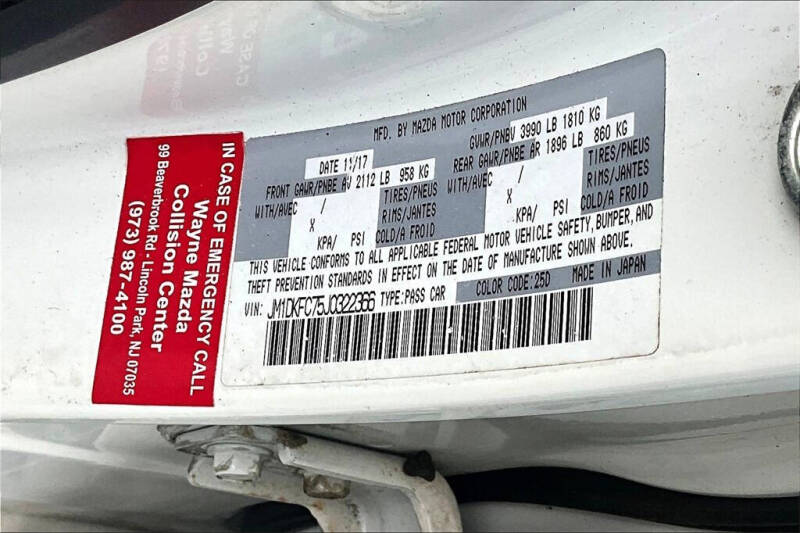 IN CASE OF EMERGENCY CALL
Wayne Mazda
Collision Center
99 Beaverbrook Rd - Lincoln Park, NJ 07035
(973) 987-4100
MFD. BY MAZDA MOTOR CORPORATION
DATE 11/17
GVWR/PNBV 3990 LB 1810 KG
FRONT GAWR/PNBE AV 2112 LB 958 KG
REAR GAWR/PNBE AR 1896 LB 860 KG
WITH/AVEC / TIRES/PNEUS WITH/AVEC / TIRES/PNEUS
X RIMS/JANTES X RIMS/JANTES
KPA/ PSI COLD/A FROID KPA/ PSI COLD/A FROID
THIS VEHICLE CONFORMS TO ALL APPLICABLE FEDERAL MOTOR VEHICLE SAFETY, BUMPER, AND
THEFT PREVENTION STANDARDS IN EFFECT ON THE DATE OF MANUFACTURE SHOWN ABOVE.
VIN: JM1DKFC75J0322366 TYPE:PASS CAR COLOR CODE:25D MADE IN JAPAN